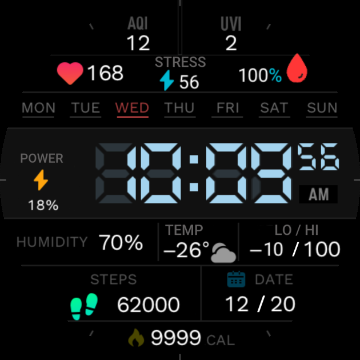 AQI UVI
12 2
STRESS
168 56 100%
MON TUE WED THU FRI SAT SUN
POWER 10:09 56
18% AM
TEMP LO / HI
HUMIDITY 70% −26° −10 / 100
STEPS DATE
62000 12 / 20
9999 CAL